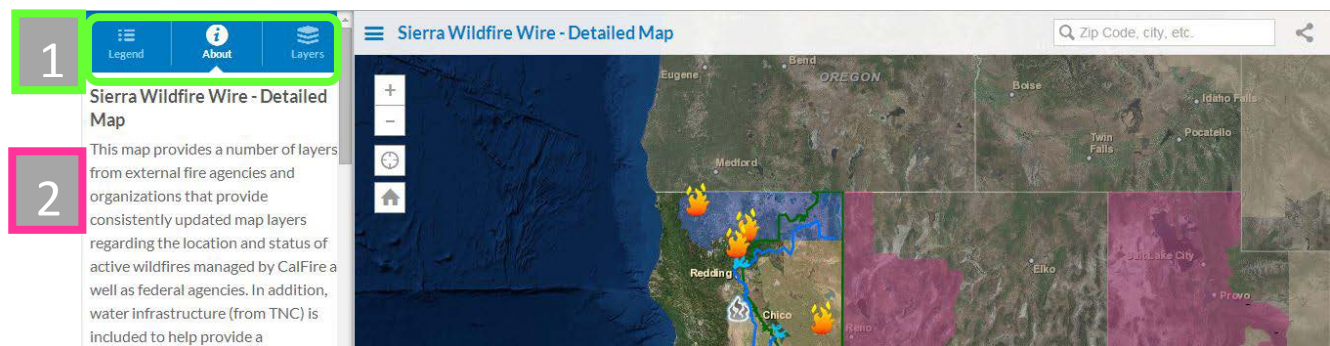 1
Legend About Layers
2
Sierra Wildfire Wire - Detailed
Map
This map provides a number of layers
from external fire agencies and
organizations that provide
consistently updated map layers
regarding the location and status of
active wildfires managed by CalFire a
well as federal agencies. In addition,
water infrastructure (from TNC) is
included to help provide a
Sierra Wildfire Wire - Detailed Map
Zip Code, city, etc.
+
−
Eugene
Bend
OREGON
Boise
Idaho Falls
Twin
Falls
Pocatello
Medford
Redding
Elko
Salt Lake City
Provo
Chico
Reno